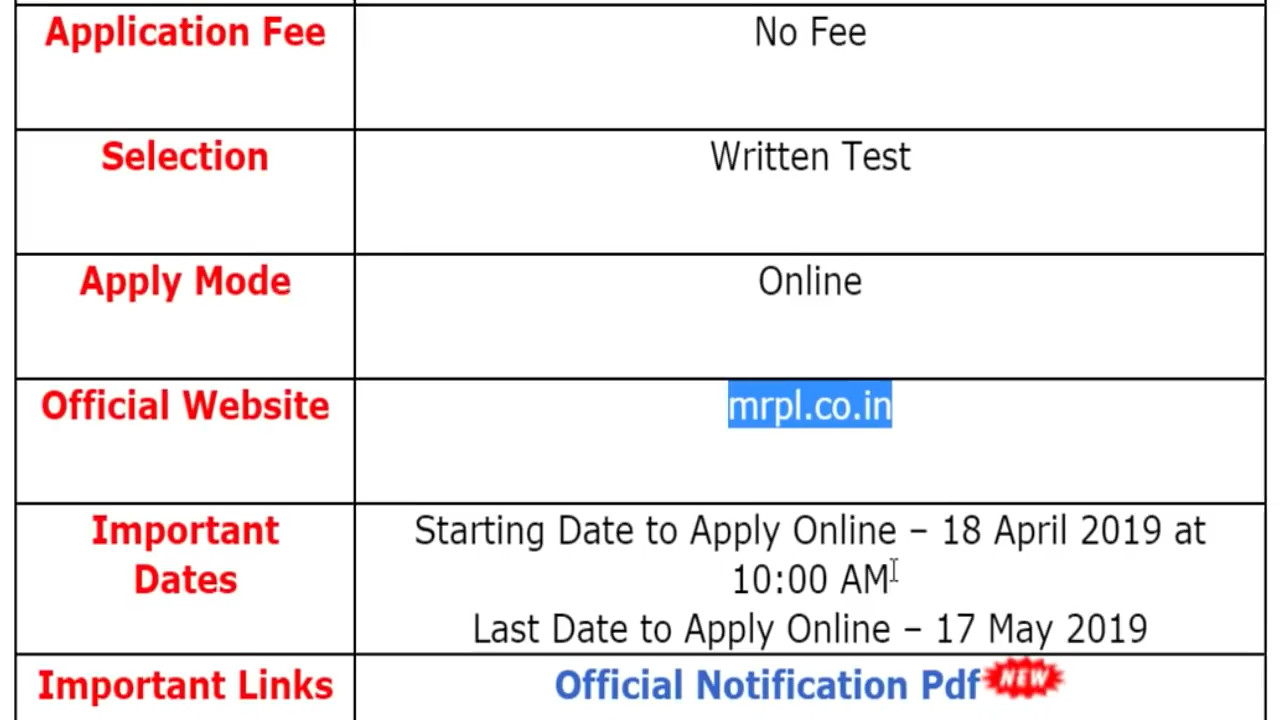 Application Fee
No Fee
Selection
Written Test
Apply Mode
Online
Official Website
mrpl.co.in
Important
Dates
Starting Date to Apply Online – 18 April 2019 at
10:00 AM
Last Date to Apply Online – 17 May 2019
Important Links
Official Notification Pdf NEW